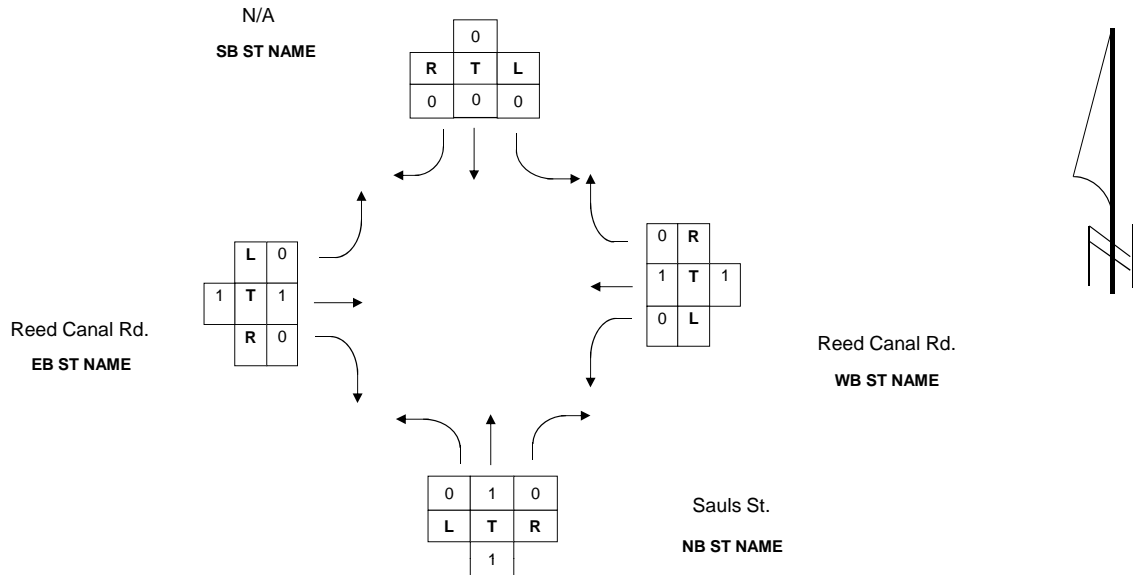 N/A
SB ST NAME
0
R T L
0 0 0
L 0
1 T 1
R 0
Reed Canal Rd.
EB ST NAME
0 R
1 T 1
0 L
Reed Canal Rd.
WB ST NAME
0 1 0
L T R
1
Sauls St.
NB ST NAME
N